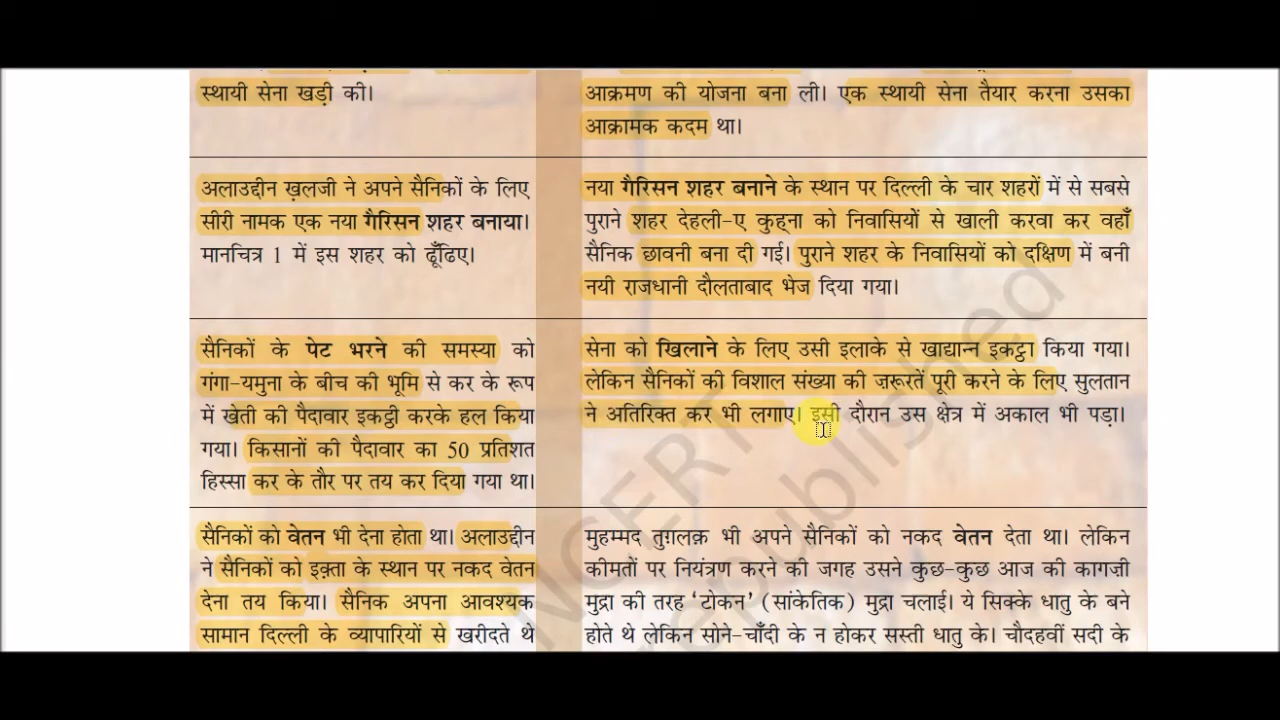 स्थायी सेना खड़ी की।
आक्रमण की योजना बना ली। एक स्थायी सेना तैयार करना उसका
आक्रामक कदम था।
अलाउद्दीन ख़लजी ने अपने सैनिकों के लिए
सीरी नामक एक नया गैरिसन शहर बनाया।
मानचित्र 1 में इस शहर को ढूँढिए।
नया गैरिसन शहर बनाने के स्थान पर दिल्ली के चार शहरों में से सबसे
पुराने शहर देहली-ए कुह्ना को निवासियों से खाली करवा कर वहाँ
सैनिक छावनी बना दी गई। पुराने शहर के निवासियों को दक्षिण में बनी
नयी राजधानी दौलताबाद भेज दिया गया।
सैनिकों के पेट भरने की समस्या को
गंगा-यमुना के बीच की भूमि से कर के रूप
में खेती की पैदावार इकट्ठी करके हल किया
गया। किसानों की पैदावार का 50 प्रतिशत
हिस्सा कर के तौर पर तय कर दिया गया था।
सेना को खिलाने के लिए उसी इलाके से खाद्यान्न इकट्ठा किया गया।
लेकिन सैनिकों की विशाल संख्या की जरूरतें पूरी करने के लिए सुलतान
ने अतिरिक्त कर भी लगाए। इसी दौरान उस क्षेत्र में अकाल भी पड़ा।
सैनिकों को वेतन भी देना होता था। अलाउद्दीन
ने सैनिकों को इक़्ता के स्थान पर नकद वेतन
देना तय किया। सैनिक अपना आवश्यक
सामान दिल्ली के व्यापारियों से खरीदते थे
मुहम्मद तुग़लक़ भी अपने सैनिकों को नकद वेतन देता था। लेकिन
कीमतों पर नियंत्रण करने की जगह उसने कुछ-कुछ आज की कागज़ी
मुद्रा की तरह ‘टोकन’ (सांकेतिक) मुद्रा चलाई। ये सिक्के धातु के बने
होते थे लेकिन सोने-चाँदी के न होकर सस्ती धातु के। चौदहवीं सदी के
NCERT
republished